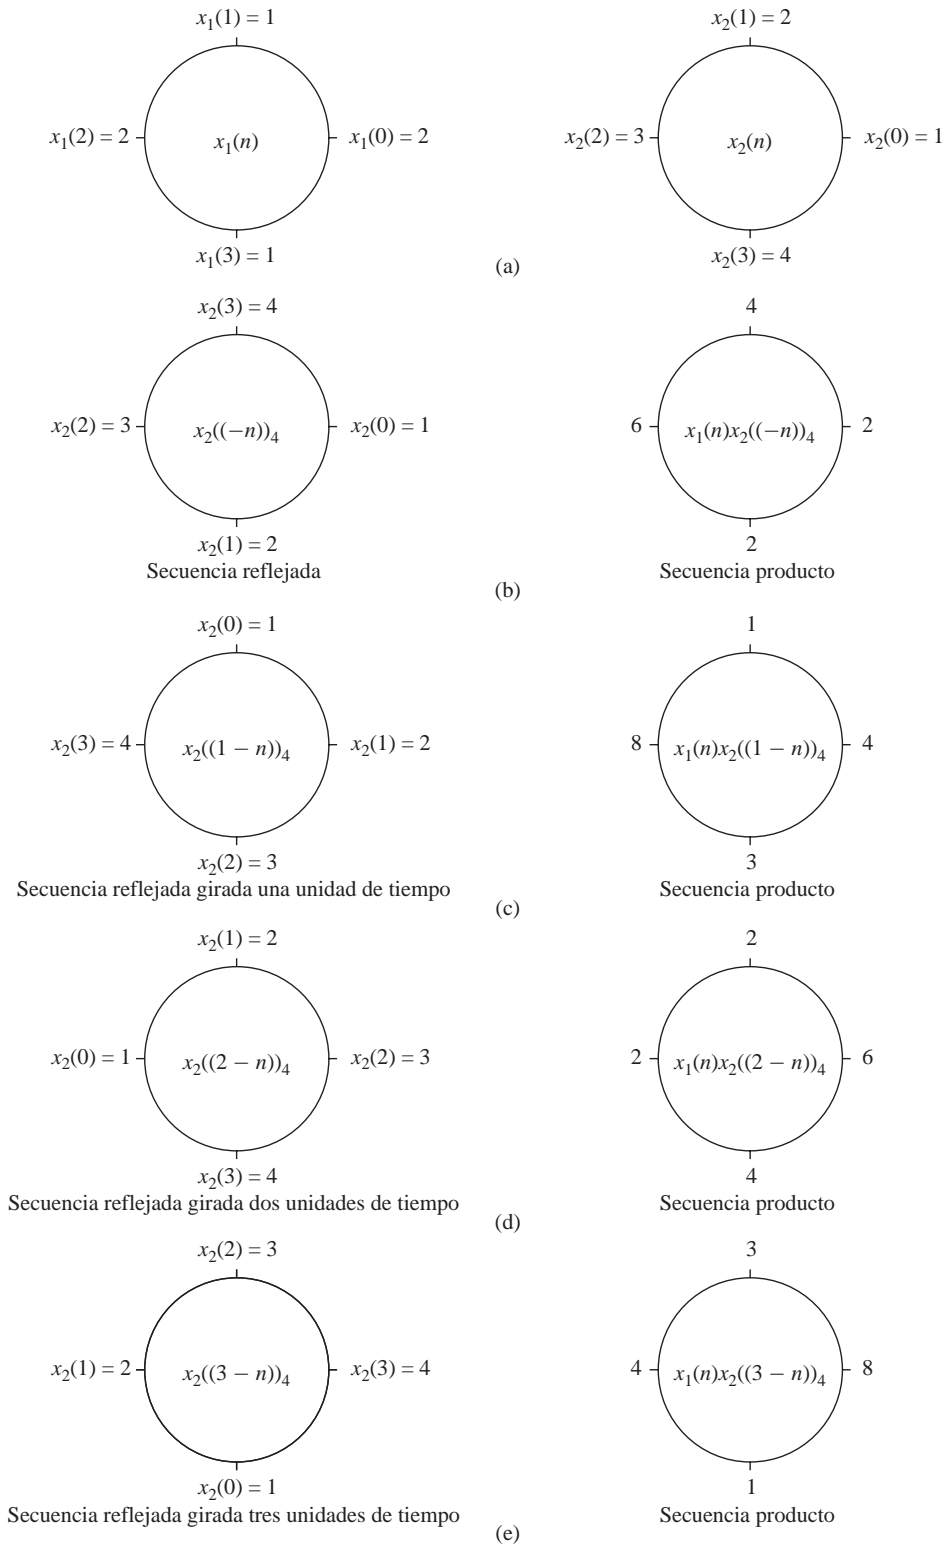 x₁(1) = 1
x₂(1) = 2
x₁(2) = 2
x₁(n)
x₁(0) = 2
x₂(2) = 3
x₂(n)
x₂(0) = 1
x₁(3) = 1
x₂(3) = 4
(a)
x₂(3) = 4
4
x₂(2) = 3
x₂((−n))₄
x₂(0) = 1
6
x₁(n)x₂((−n))₄
2
x₂(1) = 2
2
Secuencia reflejada
Secuencia producto
(b)
x₂(0) = 1
1
x₂(3) = 4
x₂((1 − n))₄
x₂(1) = 2
8
x₁(n)x₂((1 − n))₄
4
x₂(2) = 3
3
Secuencia reflejada girada una unidad de tiempo
Secuencia producto
(c)
x₂(1) = 2
2
x₂(0) = 1
x₂((2 − n))₄
x₂(2) = 3
2
x₁(n)x₂((2 − n))₄
6
x₂(3) = 4
4
Secuencia reflejada girada dos unidades de tiempo
Secuencia producto
(d)
x₂(2) = 3
3
x₂(1) = 2
x₂((3 − n))₄
x₂(3) = 4
4
x₁(n)x₂((3 − n))₄
8
x₂(0) = 1
1
Secuencia reflejada girada tres unidades de tiempo
Secuencia producto
(e)